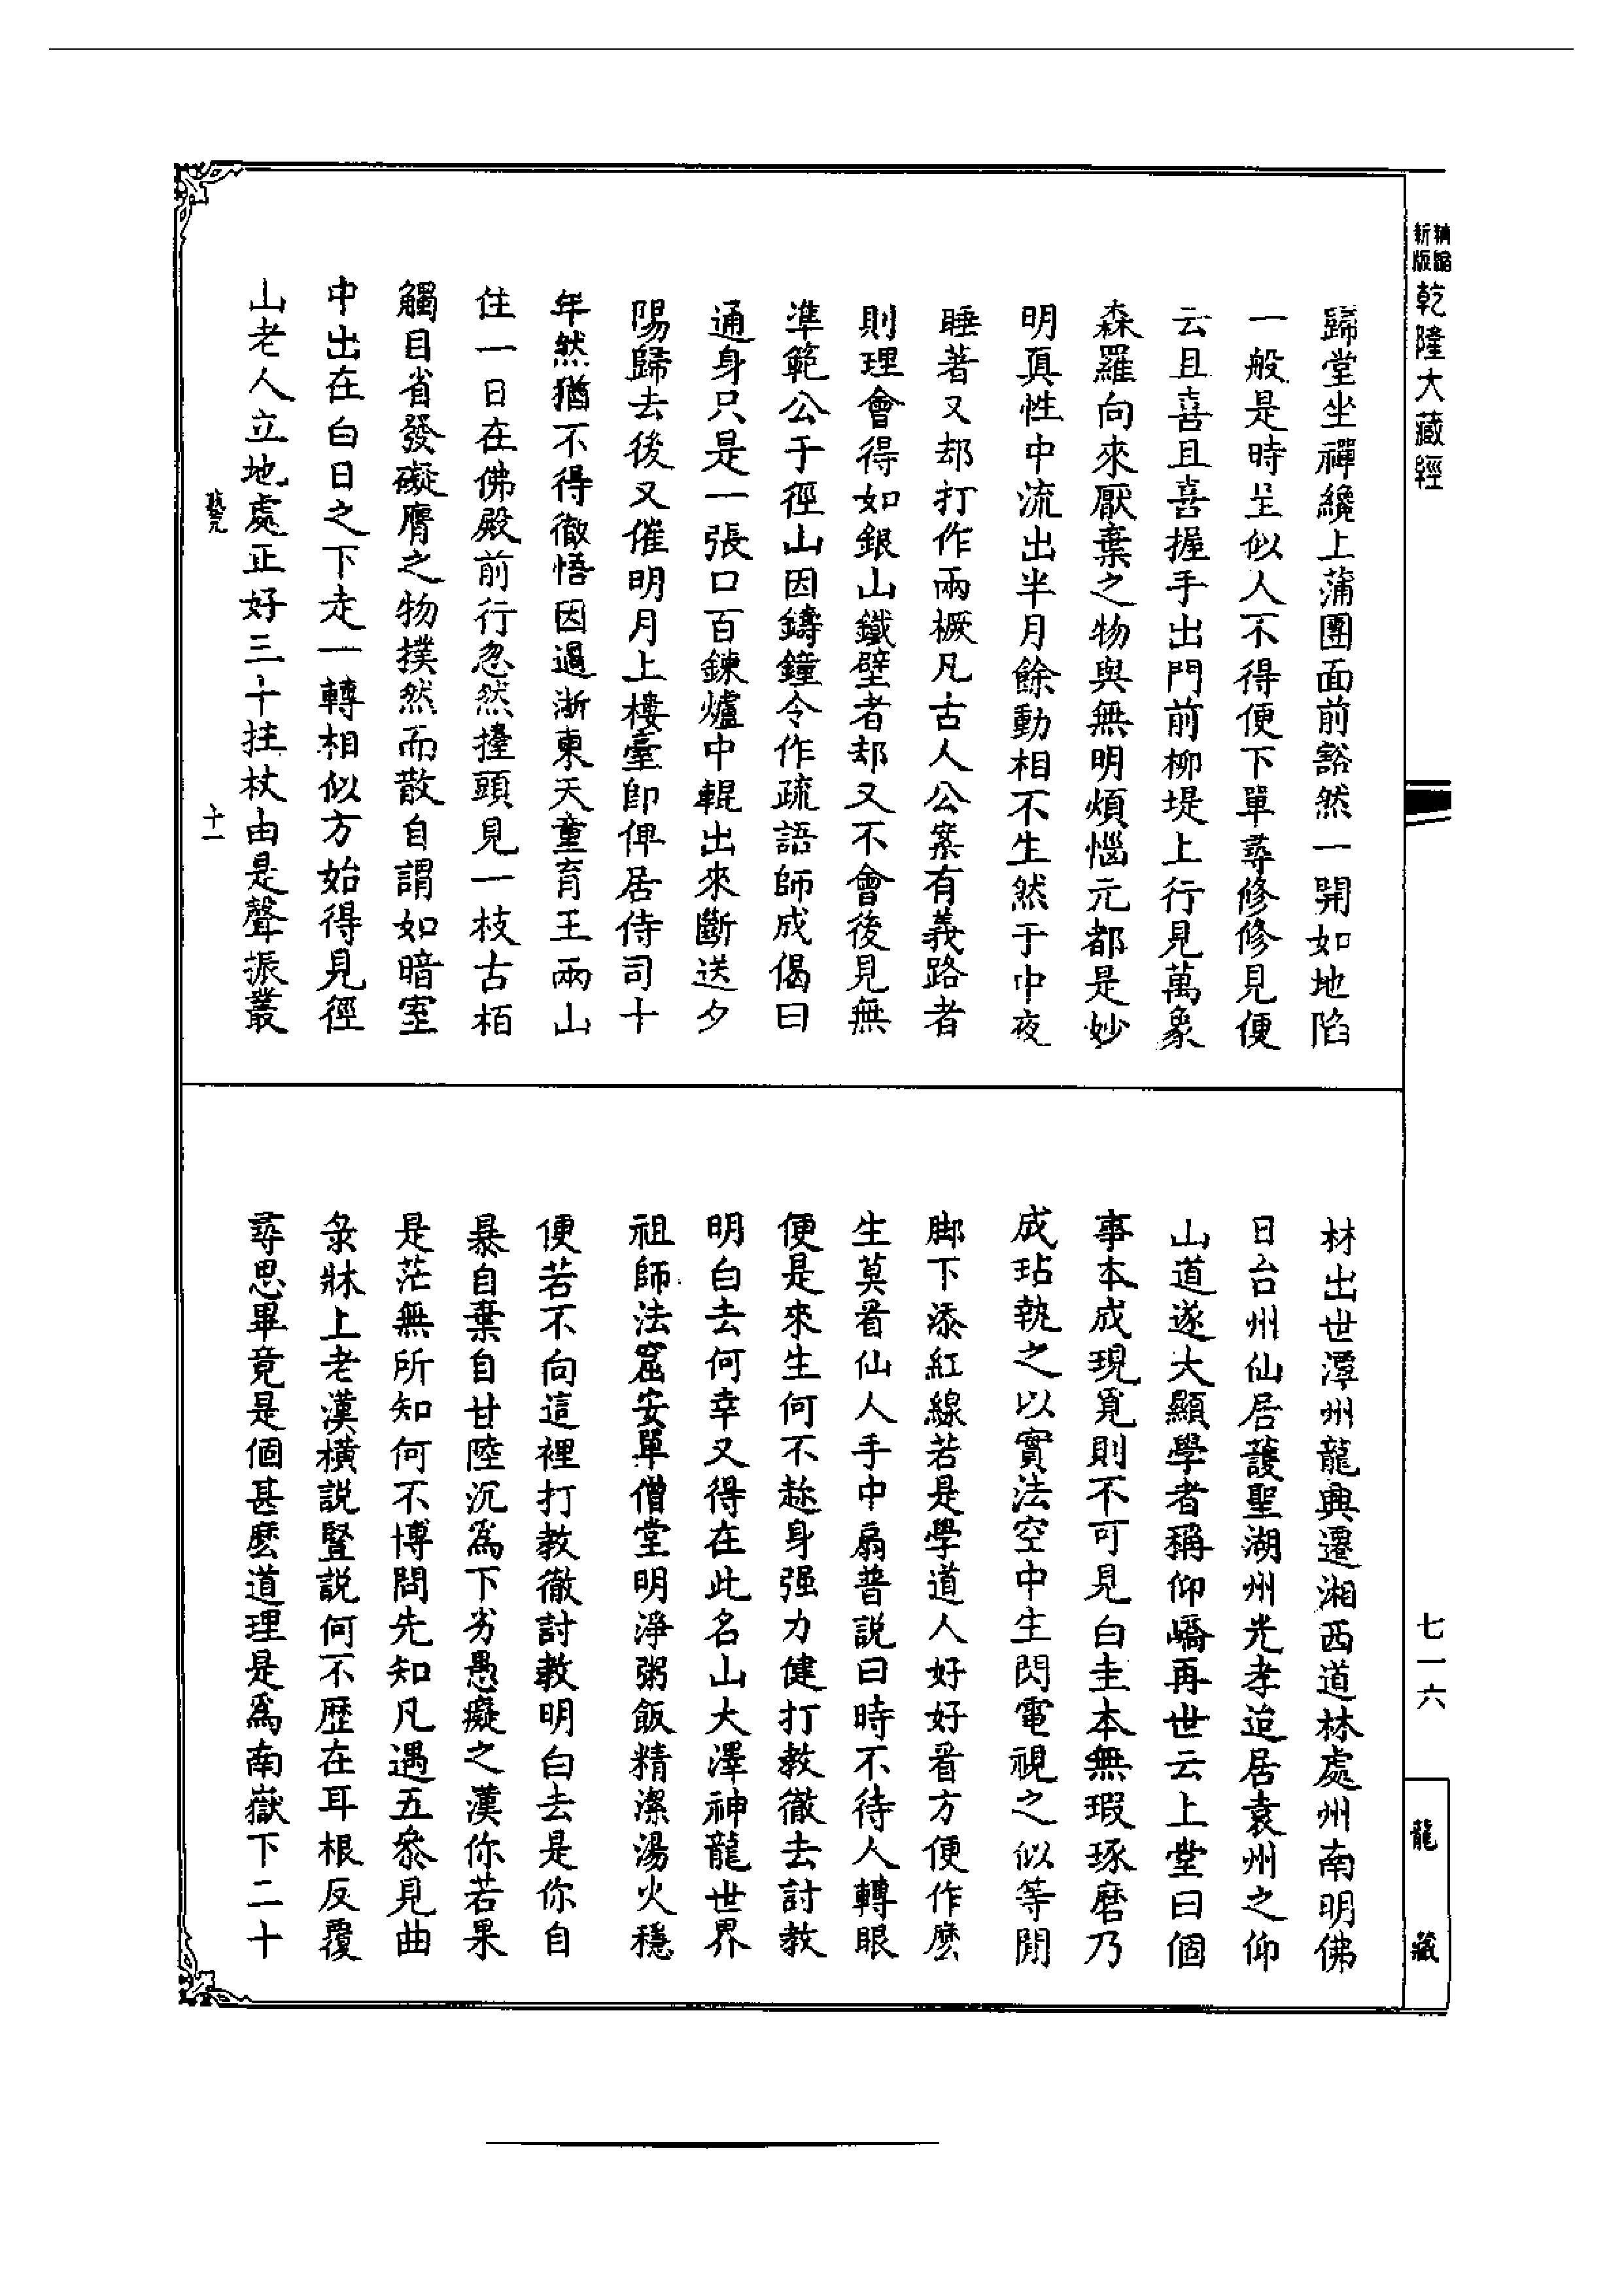 新版
精縮
乾隆大藏經
歸堂坐禪纔上蒲團面前豁然一開如地陷
一般是時呈似人不得便下單尋修修見便
云且喜且喜握手出門前柳堤上行見萬象
森羅向來厭棄之物與無明煩惱元都是妙
明真性中流出半月餘動相不生然于中夜
睡著又却打作兩橛凡古人公案有義路者
則理會得如銀山鐵壁者却又不會後見無
準範公于徑山因鑄鐘令作疏語師成偈曰
通身只是一張口百鍊爐中輥出來斷送夕
陽歸去後又催明月上樓臺即俾居侍司十
年然猶不得徹悟因過浙東天童育王兩山
住一日在佛殿前行忽然擡頭見一枝古栢
觸目省發礙膺之物撲然而散自謂如暗室
中出在白日之下走一轉相似方始得見徑
山老人立地處正好三十拄杖由是聲振叢
十一
材出世潭州龍興遷湘西道林處州南明佛
日台州仙居護聖湖州光孝迨居袁州之仰
山道遂大顯學者稱仰嶠再世云上堂曰個
事本成現覓則不可見白圭本無瑕琢磨乃
成玷執之以實法空中生閃電視之似等閒
脚下添紅線若是學道人好好看方便作麼
生莫看仙人手中扇普説曰時不待人轉眼
便是來生何不趂身强力健打教徹去討教
明白去何幸又得在此名山大澤神龍世界
祖師法窟安單僧堂明淨粥飯精潔湯火穩
便若不向這裡打教徹討教明白去是你自
暴自棄自甘陸沉為下劣愚癡之漢你若果
是茫無所知何不博問先知凡遇五叅見曲
彔牀上老漢橫説豎説何不歷在耳根反覆
尋思畢竟是個甚麼道理是為南嶽下二十
七一六
龍藏